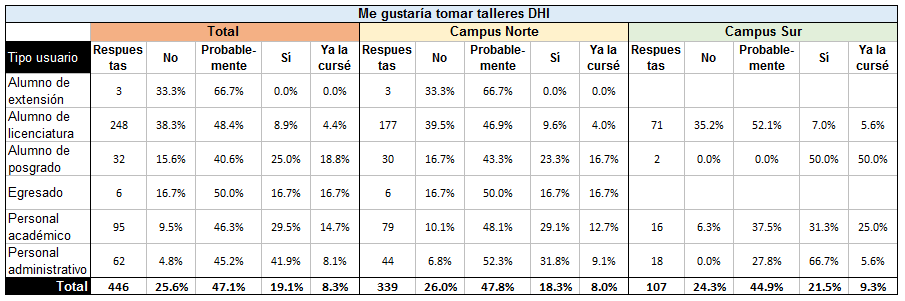 Me gustaría tomar talleres DHI
Total Campus Norte Campus Sur
Tipo usuario Respues tas No Probable- mente Sí Ya la cursé Respues tas No Probable- mente Sí Ya la cursé Respues tas No Probable- mente Sí Ya la cursé
Alumno de extensión 3 33.3% 66.7% 0.0% 0.0% 3 33.3% 66.7% 0.0% 0.0%
Alumno de licenciatura 248 38.3% 48.4% 8.9% 4.4% 177 39.5% 46.9% 9.6% 4.0% 71 35.2% 52.1% 7.0% 5.6%
Alumno de posgrado 32 15.6% 40.6% 25.0% 18.8% 30 16.7% 43.3% 23.3% 16.7% 2 0.0% 0.0% 50.0% 50.0%
Egresado 6 16.7% 50.0% 16.7% 16.7% 6 16.7% 50.0% 16.7% 16.7%
Personal académico 95 9.5% 46.3% 29.5% 14.7% 79 10.1% 48.1% 29.1% 12.7% 16 6.3% 37.5% 31.3% 25.0%
Personal administrativo 62 4.8% 45.2% 41.9% 8.1% 44 6.8% 52.3% 31.8% 9.1% 18 0.0% 27.8% 66.7% 5.6%
Total 446 25.6% 47.1% 19.1% 8.3% 339 26.0% 47.8% 18.3% 8.0% 107 24.3% 44.9% 21.5% 9.3%